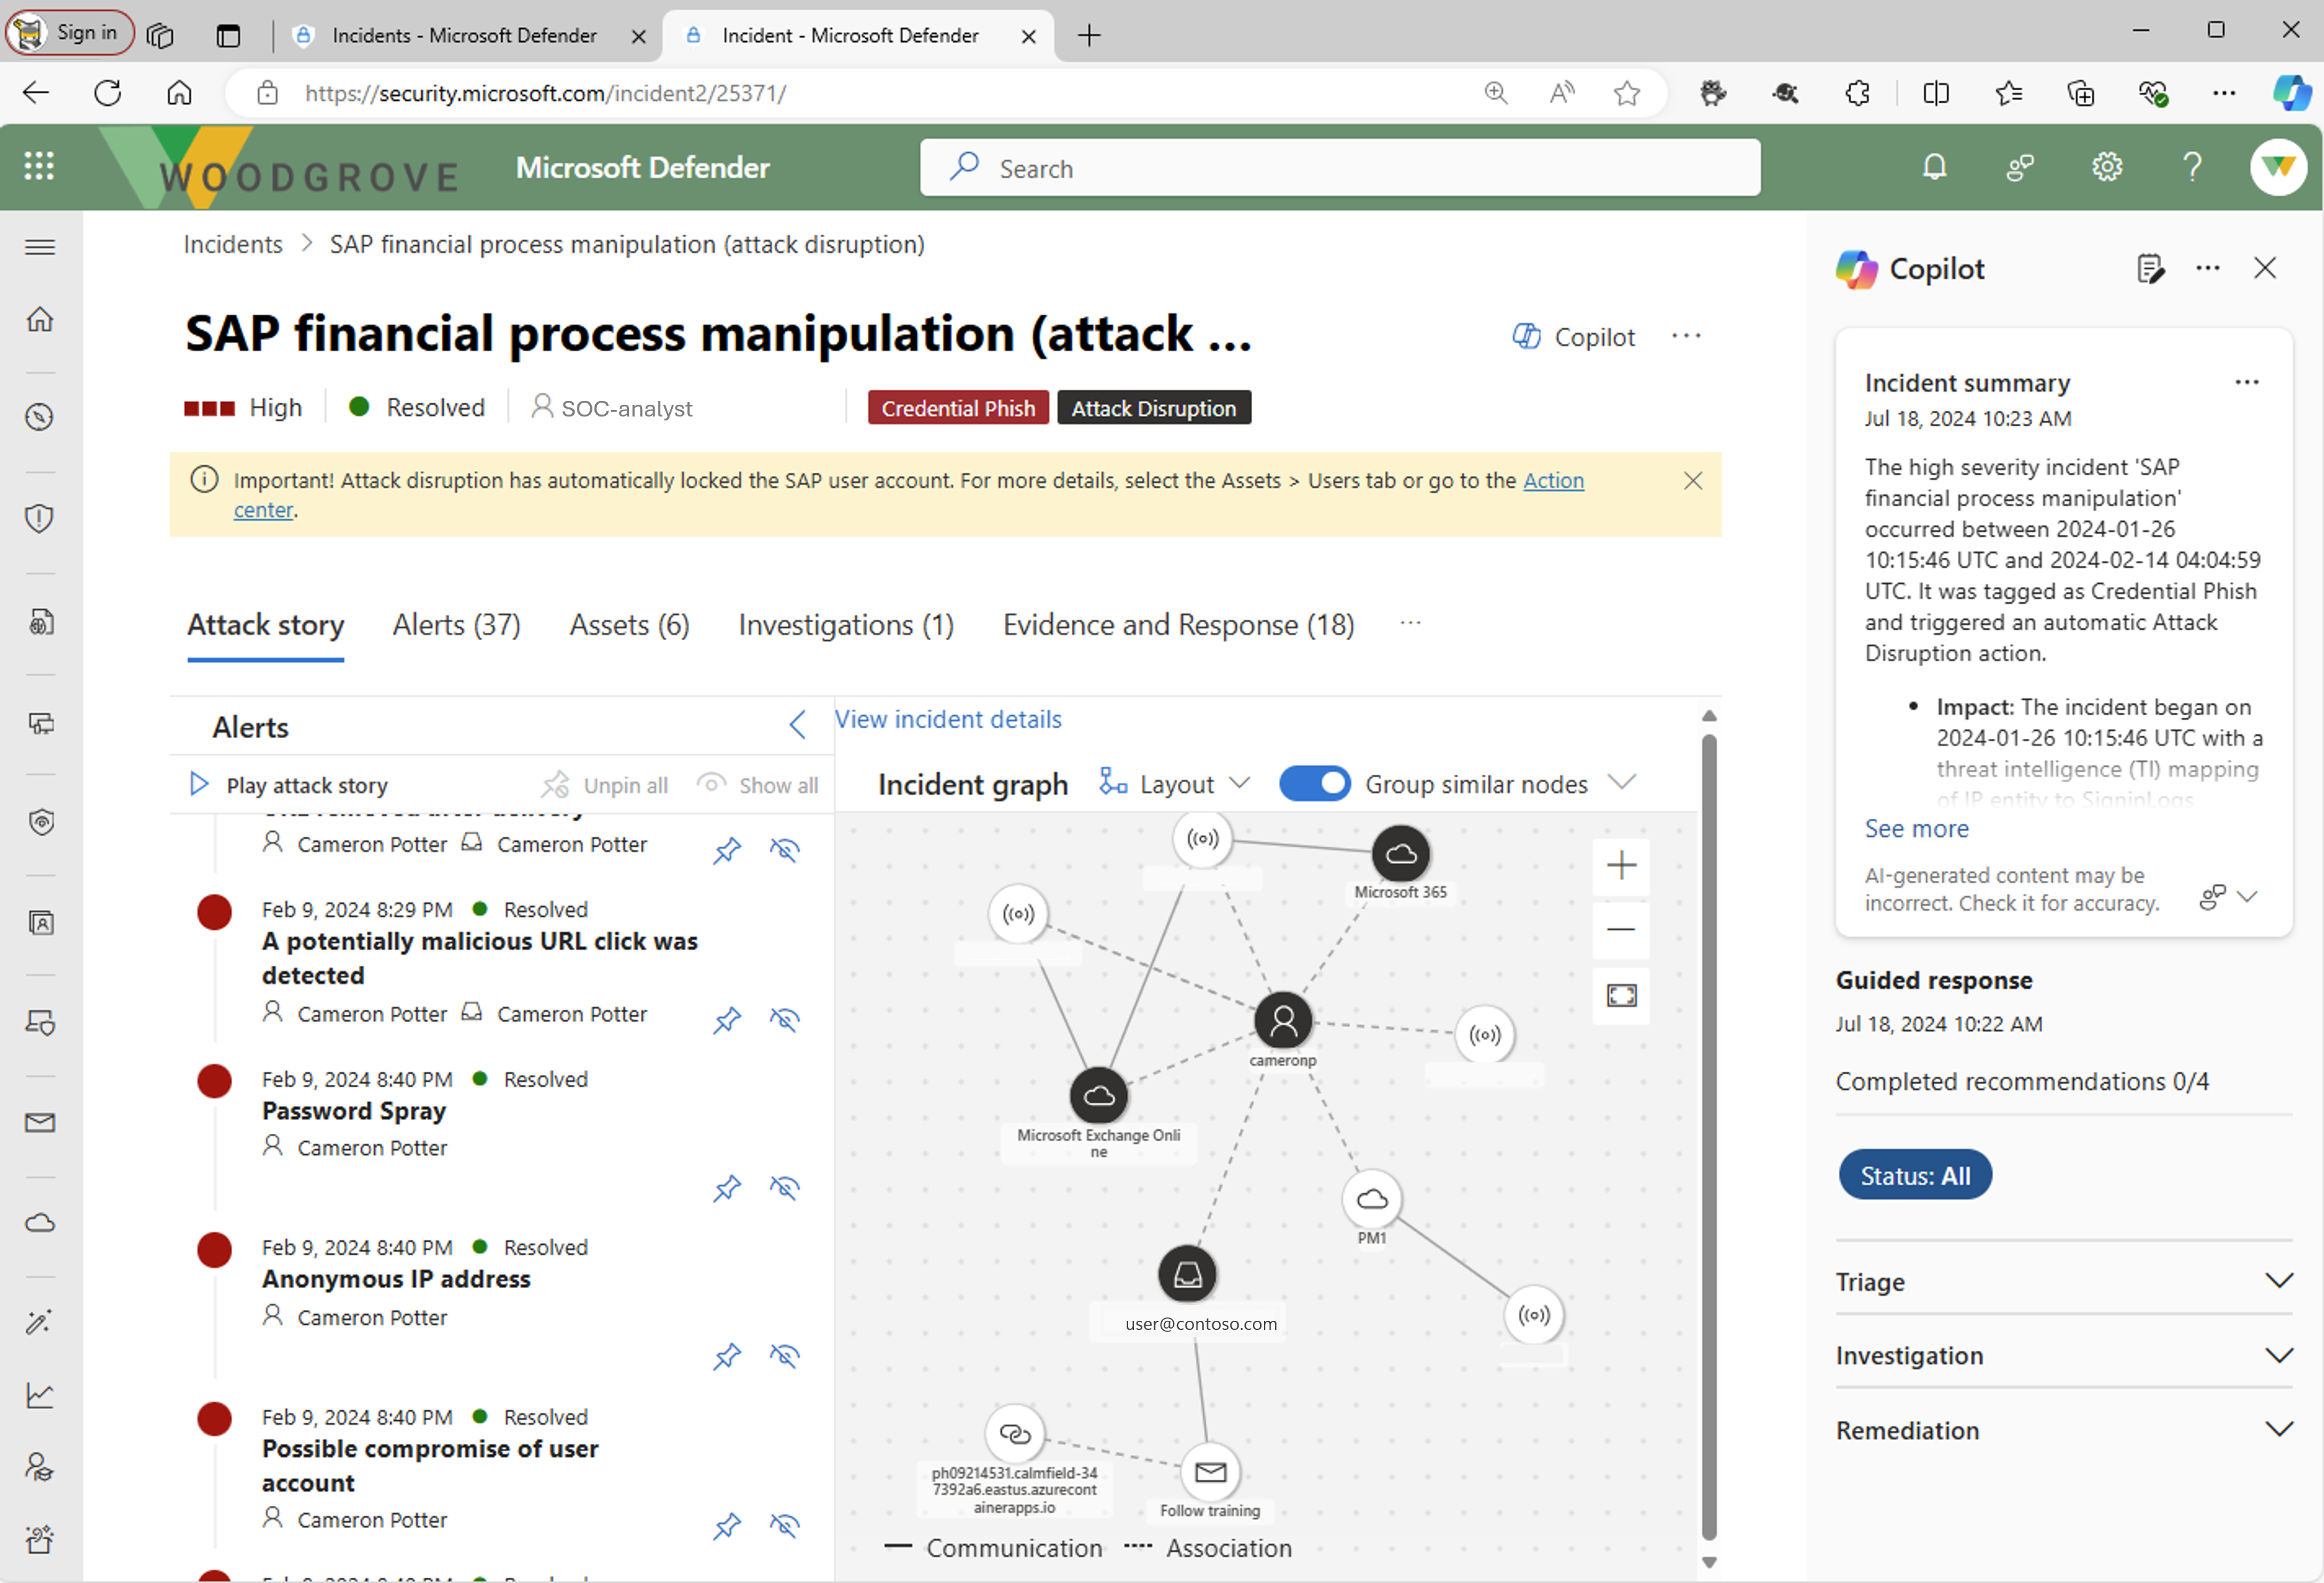 Sign in
Incidents - Microsoft Defender
Incident - Microsoft Defender
https://security.microsoft.com/incident2/25371/
WOODGROVE
Microsoft Defender
Search
Incidents > SAP financial process manipulation (attack disruption)
SAP financial process manipulation (attack ...
Copilot
High
Resolved
SOC-analyst
Credential Phish
Attack Disruption
Important! Attack disruption has automatically locked the SAP user account. For more details, select the Assets > Users tab or go to the Action
center.
Attack story
Alerts (37)
Assets (6)
Investigations (1)
Evidence and Response (18)
Alerts
Play attack story
Unpin all
Show all
Cameron Potter Cameron Potter
Feb 9, 2024 8:29 PM Resolved
A potentially malicious URL click was
detected
Cameron Potter Cameron Potter
Feb 9, 2024 8:40 PM Resolved
Password Spray
Cameron Potter
Feb 9, 2024 8:40 PM Resolved
Anonymous IP address
Cameron Potter
Feb 9, 2024 8:40 PM Resolved
Possible compromise of user
account
Cameron Potter
View incident details
Incident graph
Layout
Group similar nodes
Microsoft 365
cameronp
Microsoft Exchange Onli
ne
PM1
user@contoso.com
ph09214531.calmfield-34
7392a6.eastus.azurecont
ainerapps.io
Follow training
Communication
Association
Copilot
Incident summary
Jul 18, 2024 10:23 AM
The high severity incident 'SAP
financial process manipulation'
occurred between 2024-01-26
10:15:46 UTC and 2024-02-14 04:04:59
UTC. It was tagged as Credential Phish
and triggered an automatic Attack
Disruption action.
• Impact: The incident began on
2024-01-26 10:15:46 UTC with a
threat intelligence (TI) mapping
of IP entity to SigninLogs
See more
AI-generated content may be
incorrect. Check it for accuracy.
Guided response
Jul 18, 2024 10:22 AM
Completed recommendations 0/4
Status: All
Triage
Investigation
Remediation